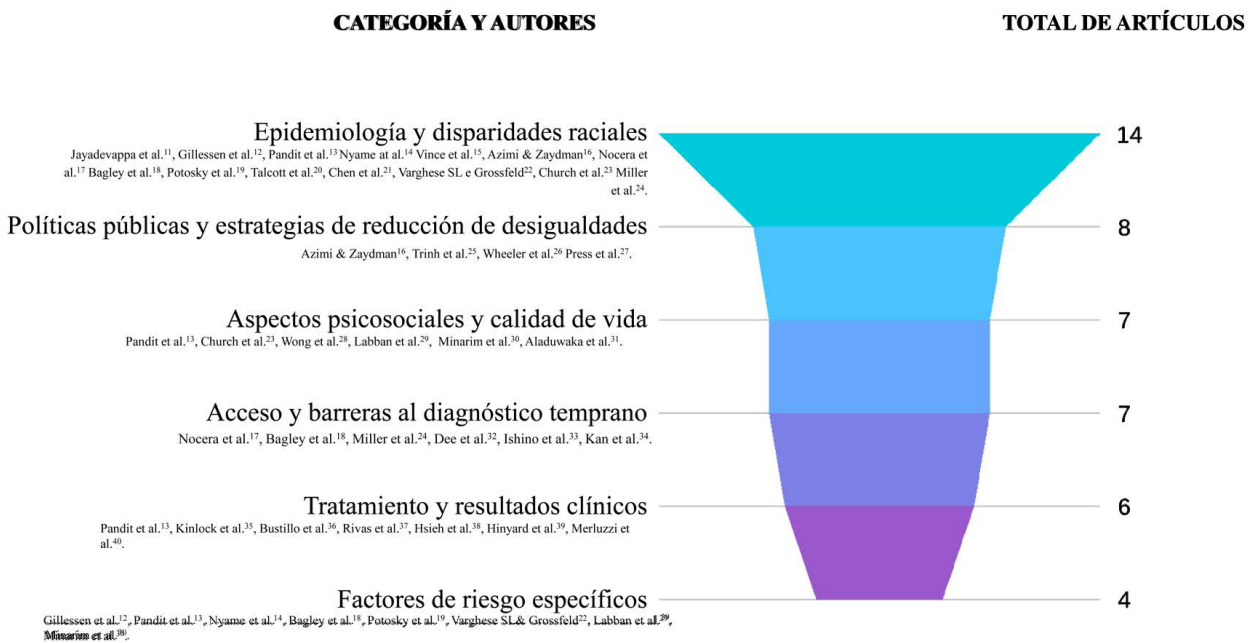 CATEGORÍA Y AUTORES TOTAL DE ARTÍCULOS
Epidemiología y disparidades raciales 14
Jayadevappa et al.¹¹, Gillessen et al.¹², Pandit et al.¹³ Nyame at al.¹⁴ Vince et al.¹⁵, Azimi & Zaydman¹⁶, Nocera et
al.¹⁷ Bagley et al.¹⁸, Potosky et al.¹⁹, Talcott et al.²⁰, Chen et al.²¹, Varghese SL e Grossfeld²², Church et al.²³ Miller
et al.²⁴.
Políticas públicas y estrategias de reducción de desigualdades 8
Azimi & Zaydman¹⁶, Trinh et al.²⁵, Wheeler et al.²⁶ Press et al.²⁷.
Aspectos psicosociales y calidad de vida 7
Pandit et al.¹³, Church et al.²³, Wong et al.²⁸, Labban et al.²⁹, Minarim et al.³⁰, Aladuwaka et al.³¹.
Acceso y barreras al diagnóstico temprano 7
Nocera et al.¹⁷, Bagley et al.¹⁸, Miller et al.²⁴, Dee et al.³², Ishino et al.³³, Kan et al.³⁴.
Tratamiento y resultados clínicos 6
Pandit et al.¹³, Kinlock et al.³⁵, Bustillo et al.³⁶, Rivas et al.³⁷, Hsieh et al.³⁸, Hinyard et al.³⁹, Merluzzi et
al.⁴⁰.
Factores de riesgo específicos 4
Gillessen et al.¹², Pandit et al.¹³, Nyame et al.¹⁴, Bagley et al.¹⁸, Potosky et al.¹⁹, Varghese SL& Grossfeld²², Labban et al.²⁹,
Minarim et al.³⁰.